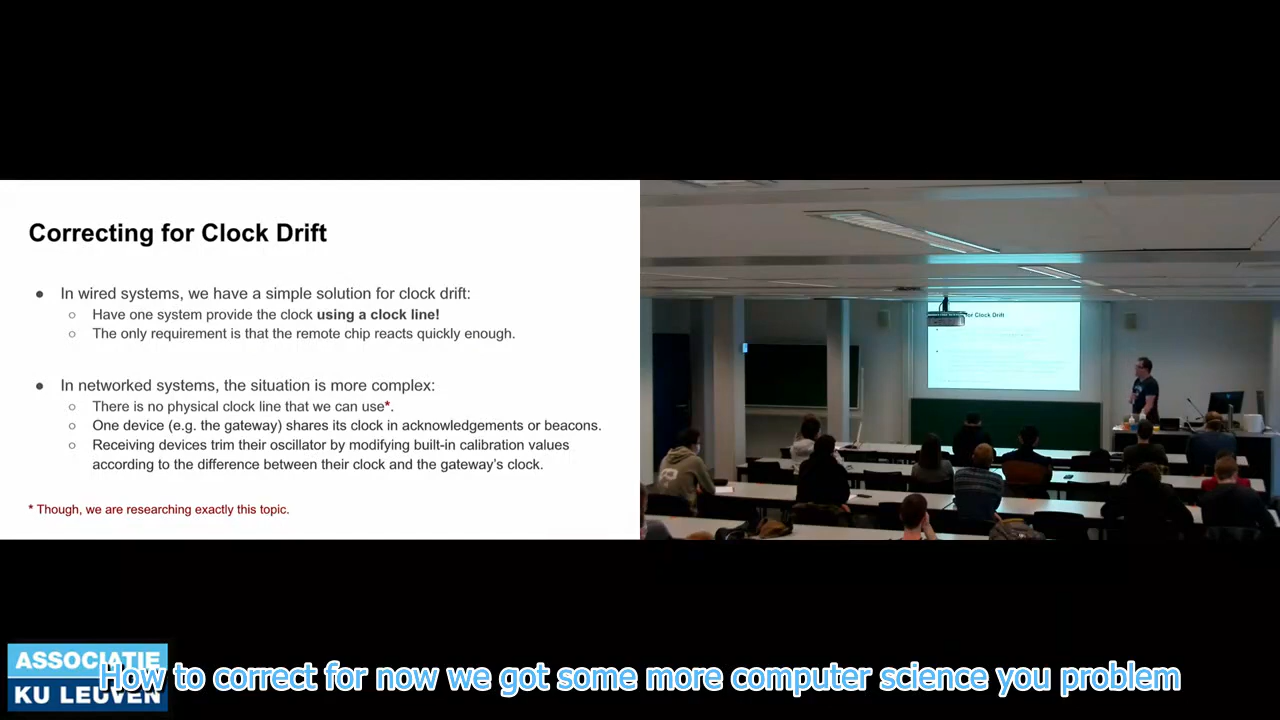 Correcting for Clock Drift
● In wired systems, we have a simple solution for clock drift:
○ Have one system provide the clock using a clock line!
○ The only requirement is that the remote chip reacts quickly enough.
● In networked systems, the situation is more complex:
○ There is no physical clock line that we can use*.
○ One device (e.g. the gateway) shares its clock in acknowledgements or beacons.
○ Receiving devices trim their oscillator by modifying built-in calibration values
according to the difference between their clock and the gateway's clock.
* Though, we are researching exactly this topic.
for Clock Drift
ASSOCIATIE
KU LEUVEN
How to correct for now we got some more computer science you problem